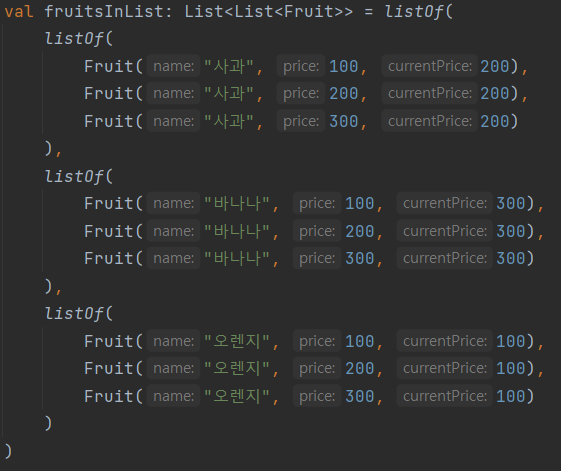 val fruitsInList: List<List<Fruit>> = listOf(
    listOf(
        Fruit( name: "사과", price: 100, currentPrice: 200),
        Fruit( name: "사과", price: 200, currentPrice: 200),
        Fruit( name: "사과", price: 300, currentPrice: 200)
    ),
    listOf(
        Fruit( name: "바나나", price: 100, currentPrice: 300),
        Fruit( name: "바나나", price: 200, currentPrice: 300),
        Fruit( name: "바나나", price: 300, currentPrice: 300)
    ),
    listOf(
        Fruit( name: "오렌지", price: 100, currentPrice: 100),
        Fruit( name: "오렌지", price: 200, currentPrice: 100),
        Fruit( name: "오렌지", price: 300, currentPrice: 100)
    )
)